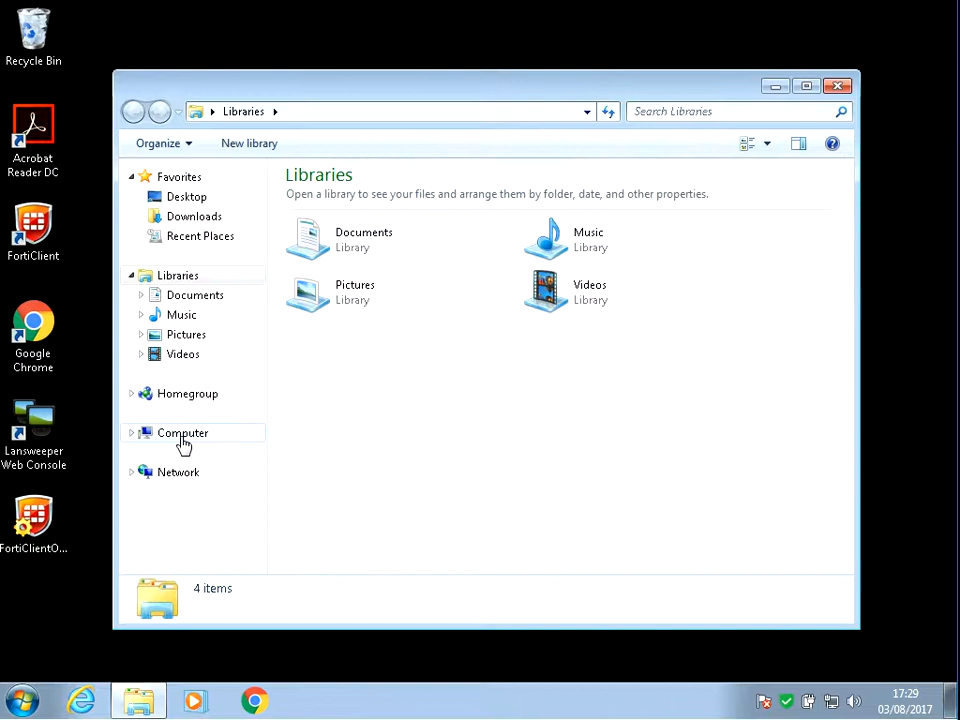 Recycle Bin
Acrobat
Reader DC
FortiClient
Google
Chrome
Lansweeper
Web Console
FortiClientO...
Libraries
Search Libraries
Organize
New library
Favorites
Desktop
Downloads
Recent Places
Libraries
Documents
Music
Pictures
Videos
Homegroup
Computer
Network
Libraries
Open a library to see your files and arrange them by folder, date, and other properties.
Documents
Library
Music
Library
Pictures
Library
Videos
Library
4 items
17:29
03/08/2017